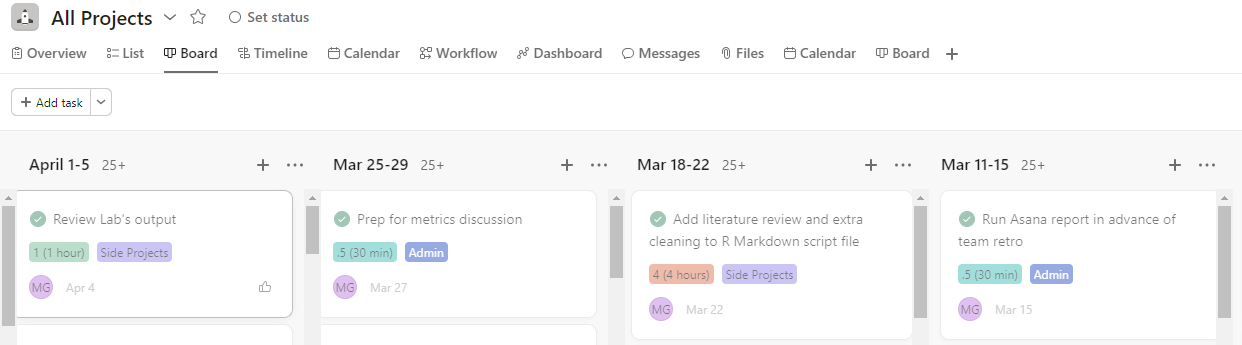 All Projects Set status
Overview List Board Timeline Calendar Workflow Dashboard Messages Files Calendar Board
+ Add task
April 1-5 25+
Review Lab's output
1 (1 hour) Side Projects
MG Apr 4
Mar 25-29 25+
Prep for metrics discussion
.5 (30 min) Admin
MG Mar 27
Mar 18-22 25+
Add literature review and extra
cleaning to R Markdown script file
4 (4 hours) Side Projects
MG Mar 22
Mar 11-15 25+
Run Asana report in advance of
team retro
.5 (30 min) Admin
MG Mar 15